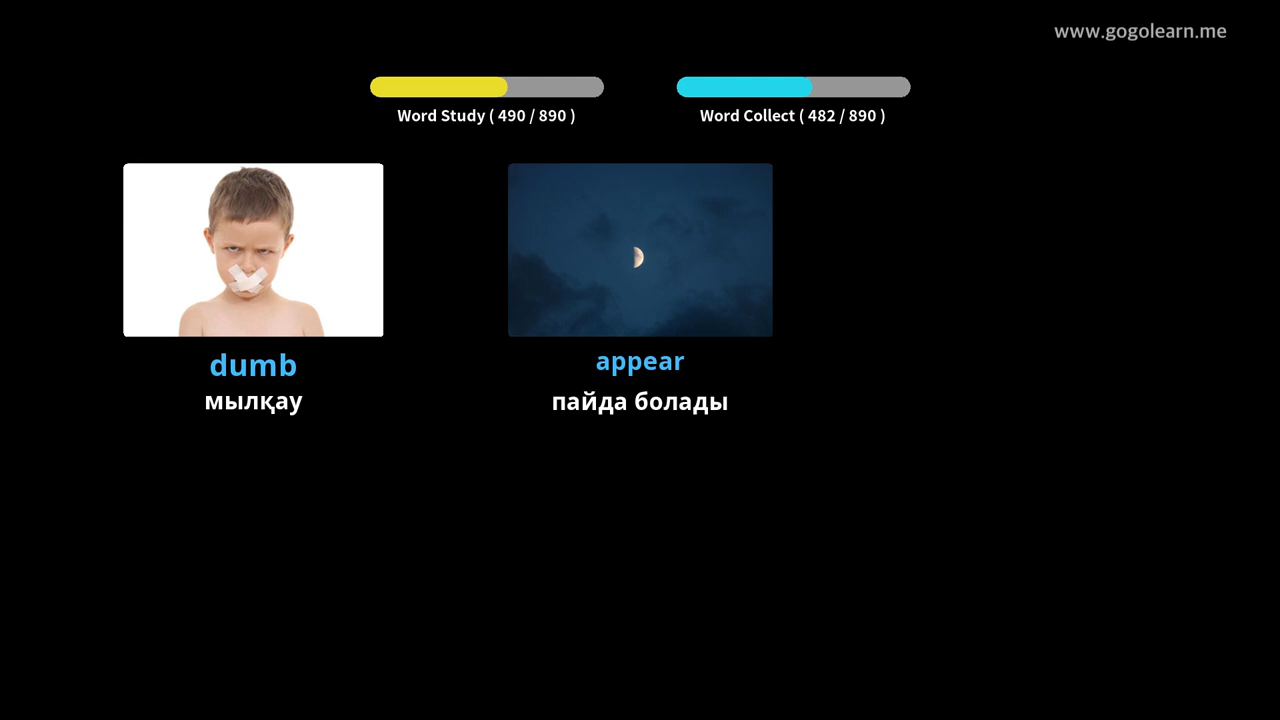 www.gogolearn.me
Word Study ( 490 / 890 )
Word Collect ( 482 / 890 )
dumb
мылқау
appear
пайда болады